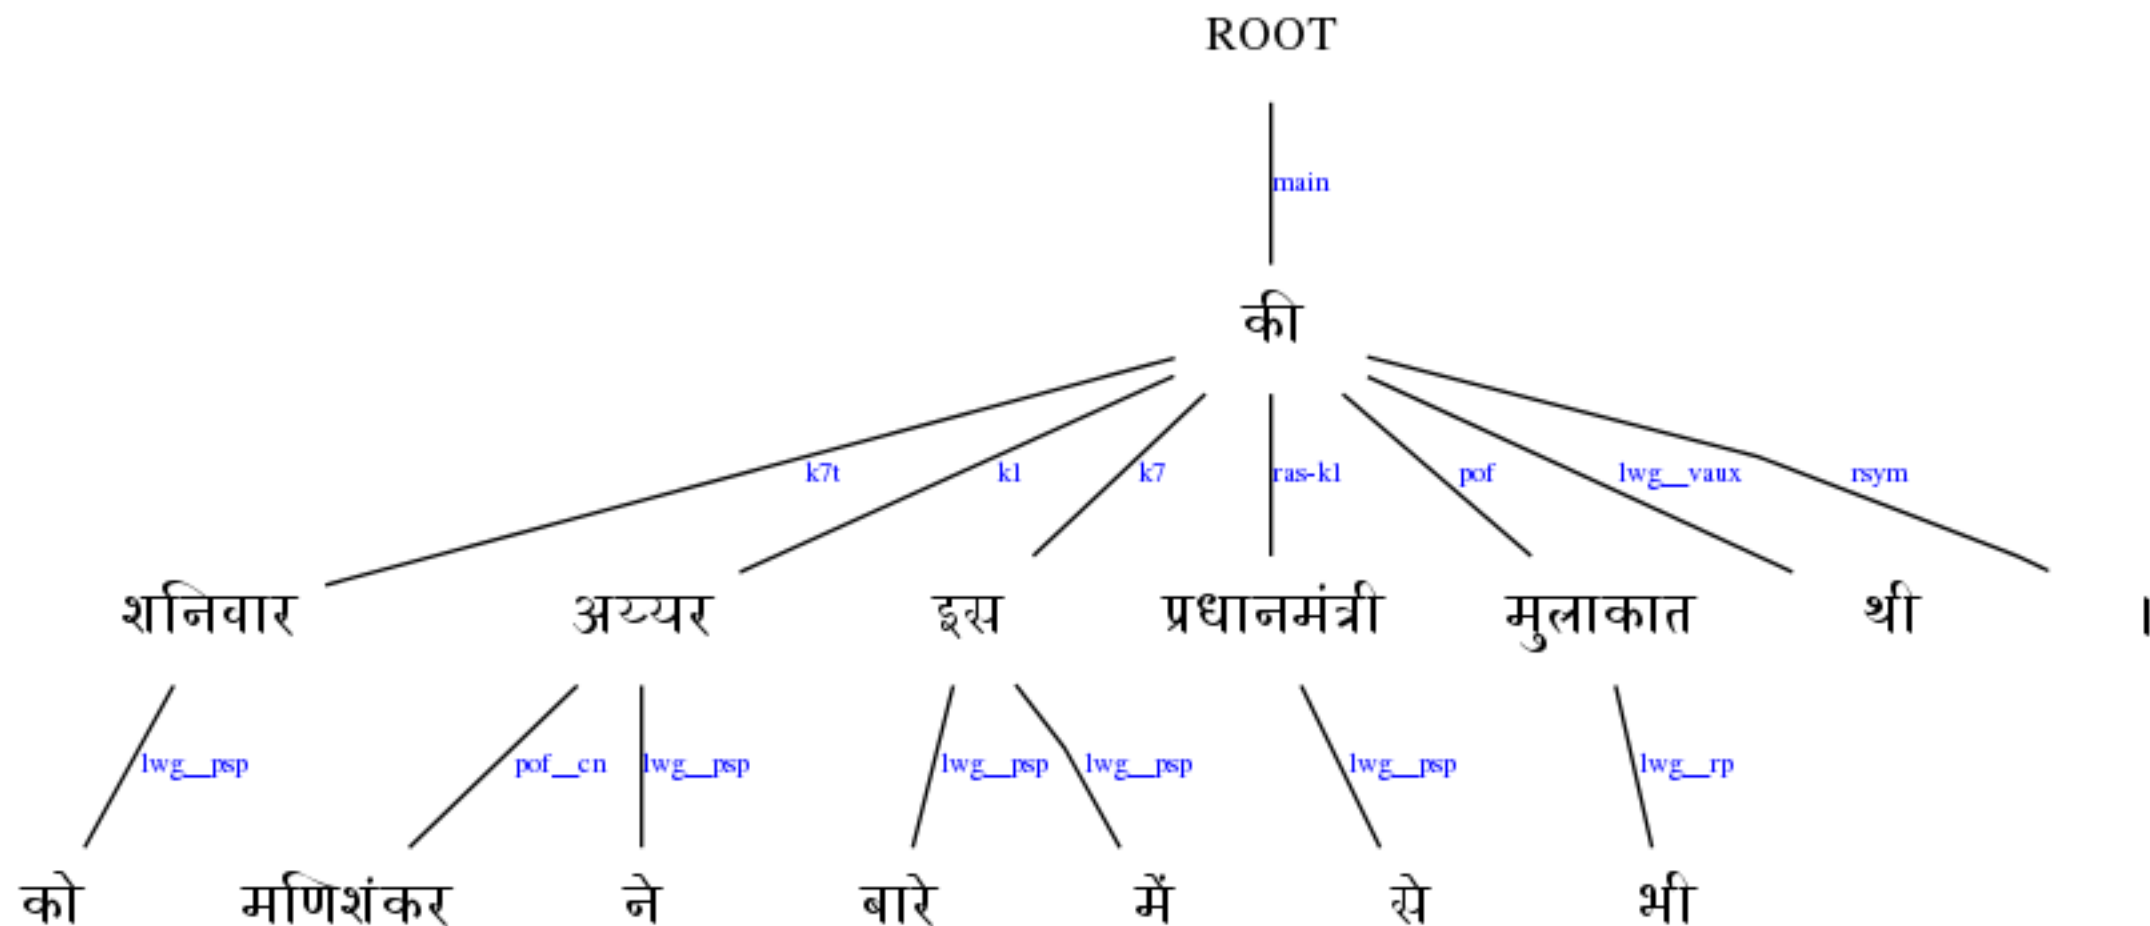 ROOT
main
की
k7t k1 k7 ras-k1 pof lwg__vaux rsym
शनिवार अय्यर इस प्रधानमंत्री मुलाकात थी ।
lwg__psp pof__cn lwg__psp lwg__psp lwg__psp lwg__psp lwg__rp
को मणिशंकर ने बारे में से भी